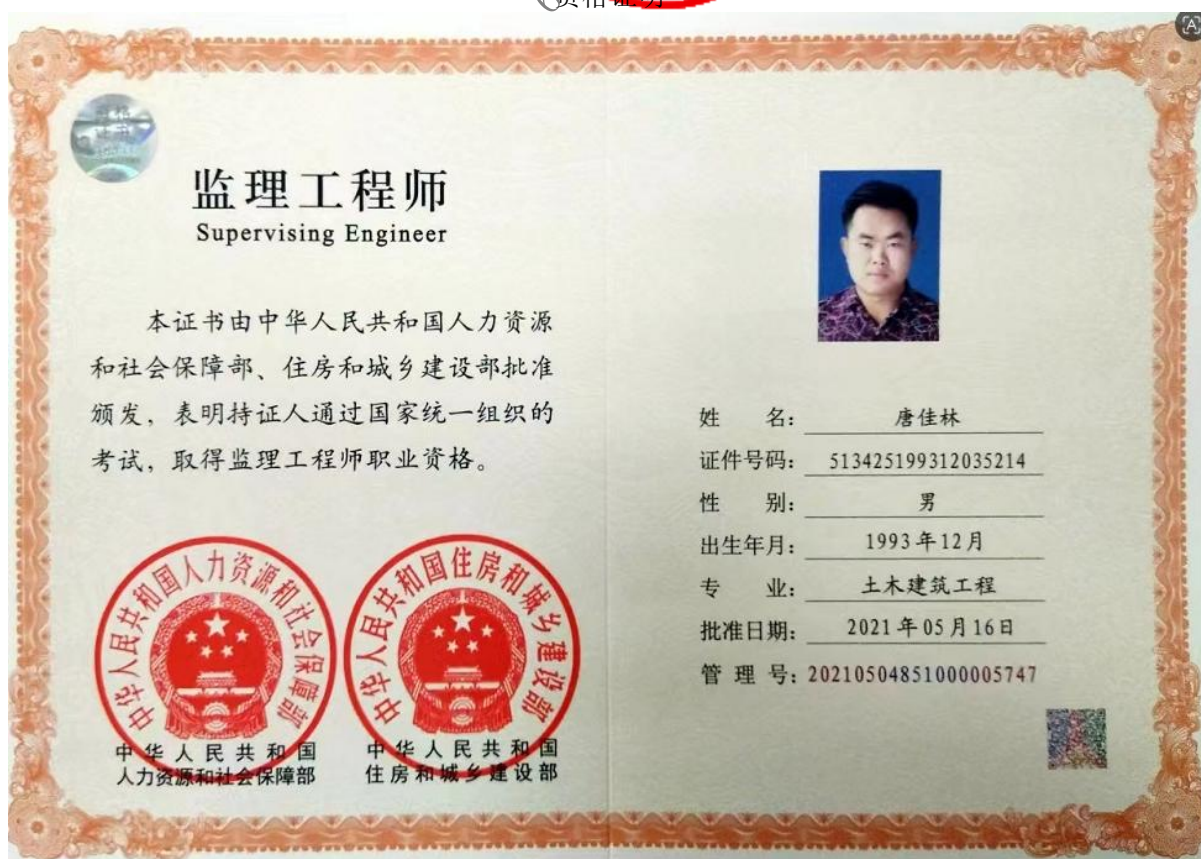 资格证明
监理工程师
Supervising Engineer
本证书由中华人民共和国人力资源
和社会保障部、住房和城乡建设部批准
颁发，表明持证人通过国家统一组织的
考试，取得监理工程师职业资格。
中华人民共和国人力资源和社会保障部
中华人民共和国住房和城乡建设部
中华人民共和国
人力资源和社会保障部
中华人民共和国
住房和城乡建设部
姓 名： 唐佳林
证件号码： 513425199312035214
性 别： 男
出生年月： 1993年12月
专 业： 土木建筑工程
批准日期： 2021年05月16日
管 理 号: 20210504851000005747